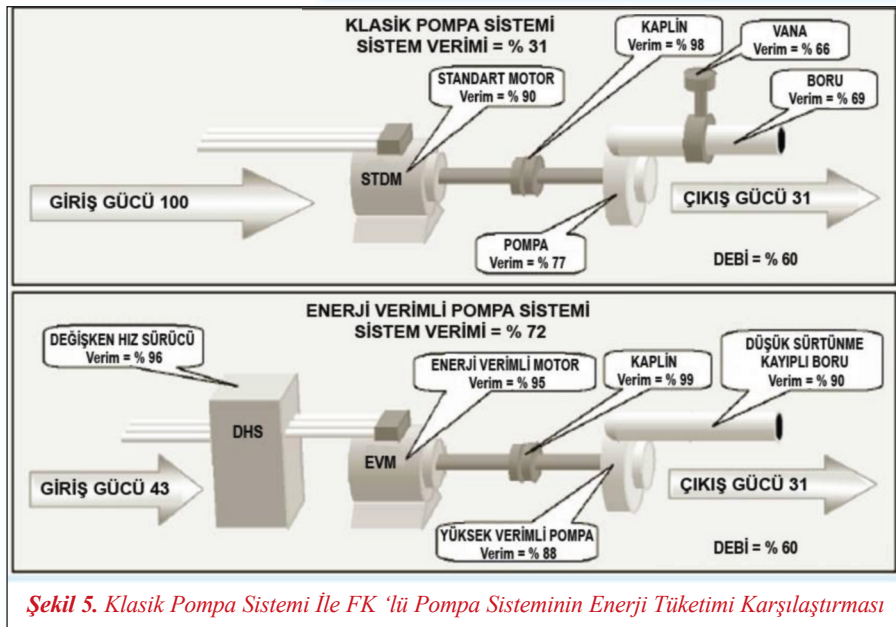 KLASİK POMPA SİSTEMİ
SİSTEM VERİMİ = % 31
KAPLİN
Verim = % 98
VANA
Verim = % 66
STANDART MOTOR
Verim = % 90
BORU
Verim = % 69
STDM
GİRİŞ GÜCÜ 100
ÇIKIŞ GÜCÜ 31
POMPA
Verim = % 77
DEBİ = % 60
ENERJİ VERİMLİ POMPA SİSTEMİ
SİSTEM VERİMİ = % 72
DEĞİŞKEN HIZ SÜRÜCÜ
Verim = % 96
ENERJİ VERİMLİ MOTOR
Verim = % 95
KAPLİN
Verim = % 99
DÜŞÜK SÜRTÜNME
KAYIPLI BORU
Verim = % 90
DHS
EVM
GİRİŞ GÜCÜ 43
ÇIKIŞ GÜCÜ 31
YÜKSEK VERİMLİ POMPA
Verim = % 88
DEBİ = % 60
Şekil 5. Klasik Pompa Sistemi İle FK ‘lü Pompa Sisteminin Enerji Tüketimi Karşılaştırması